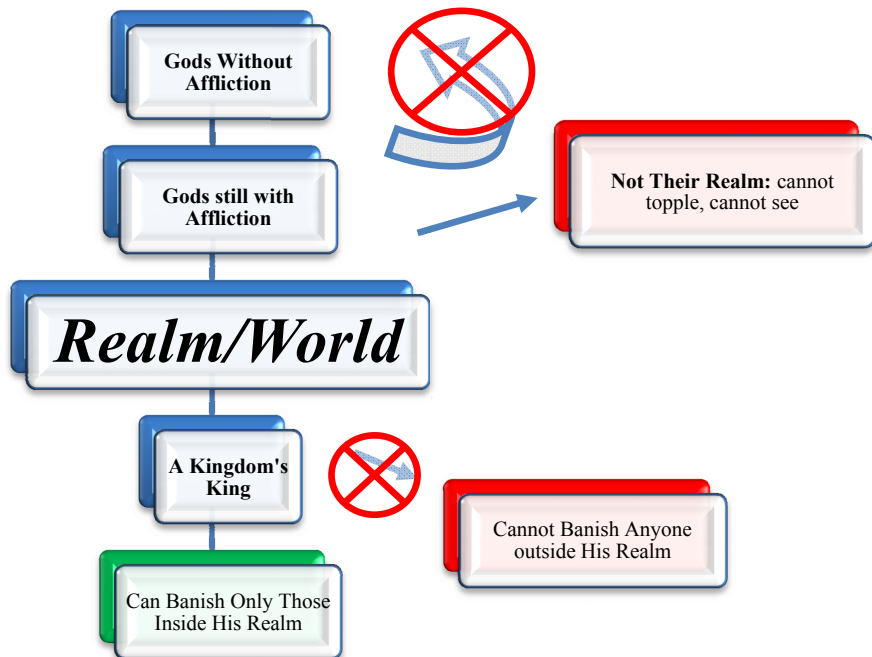 Gods Without
Affliction
Gods still with
Affliction
Not Their Realm: cannot
topple, cannot see
Realm/World
A Kingdom's
King
Cannot Banish Anyone
outside His Realm
Can Banish Only Those
Inside His Realm